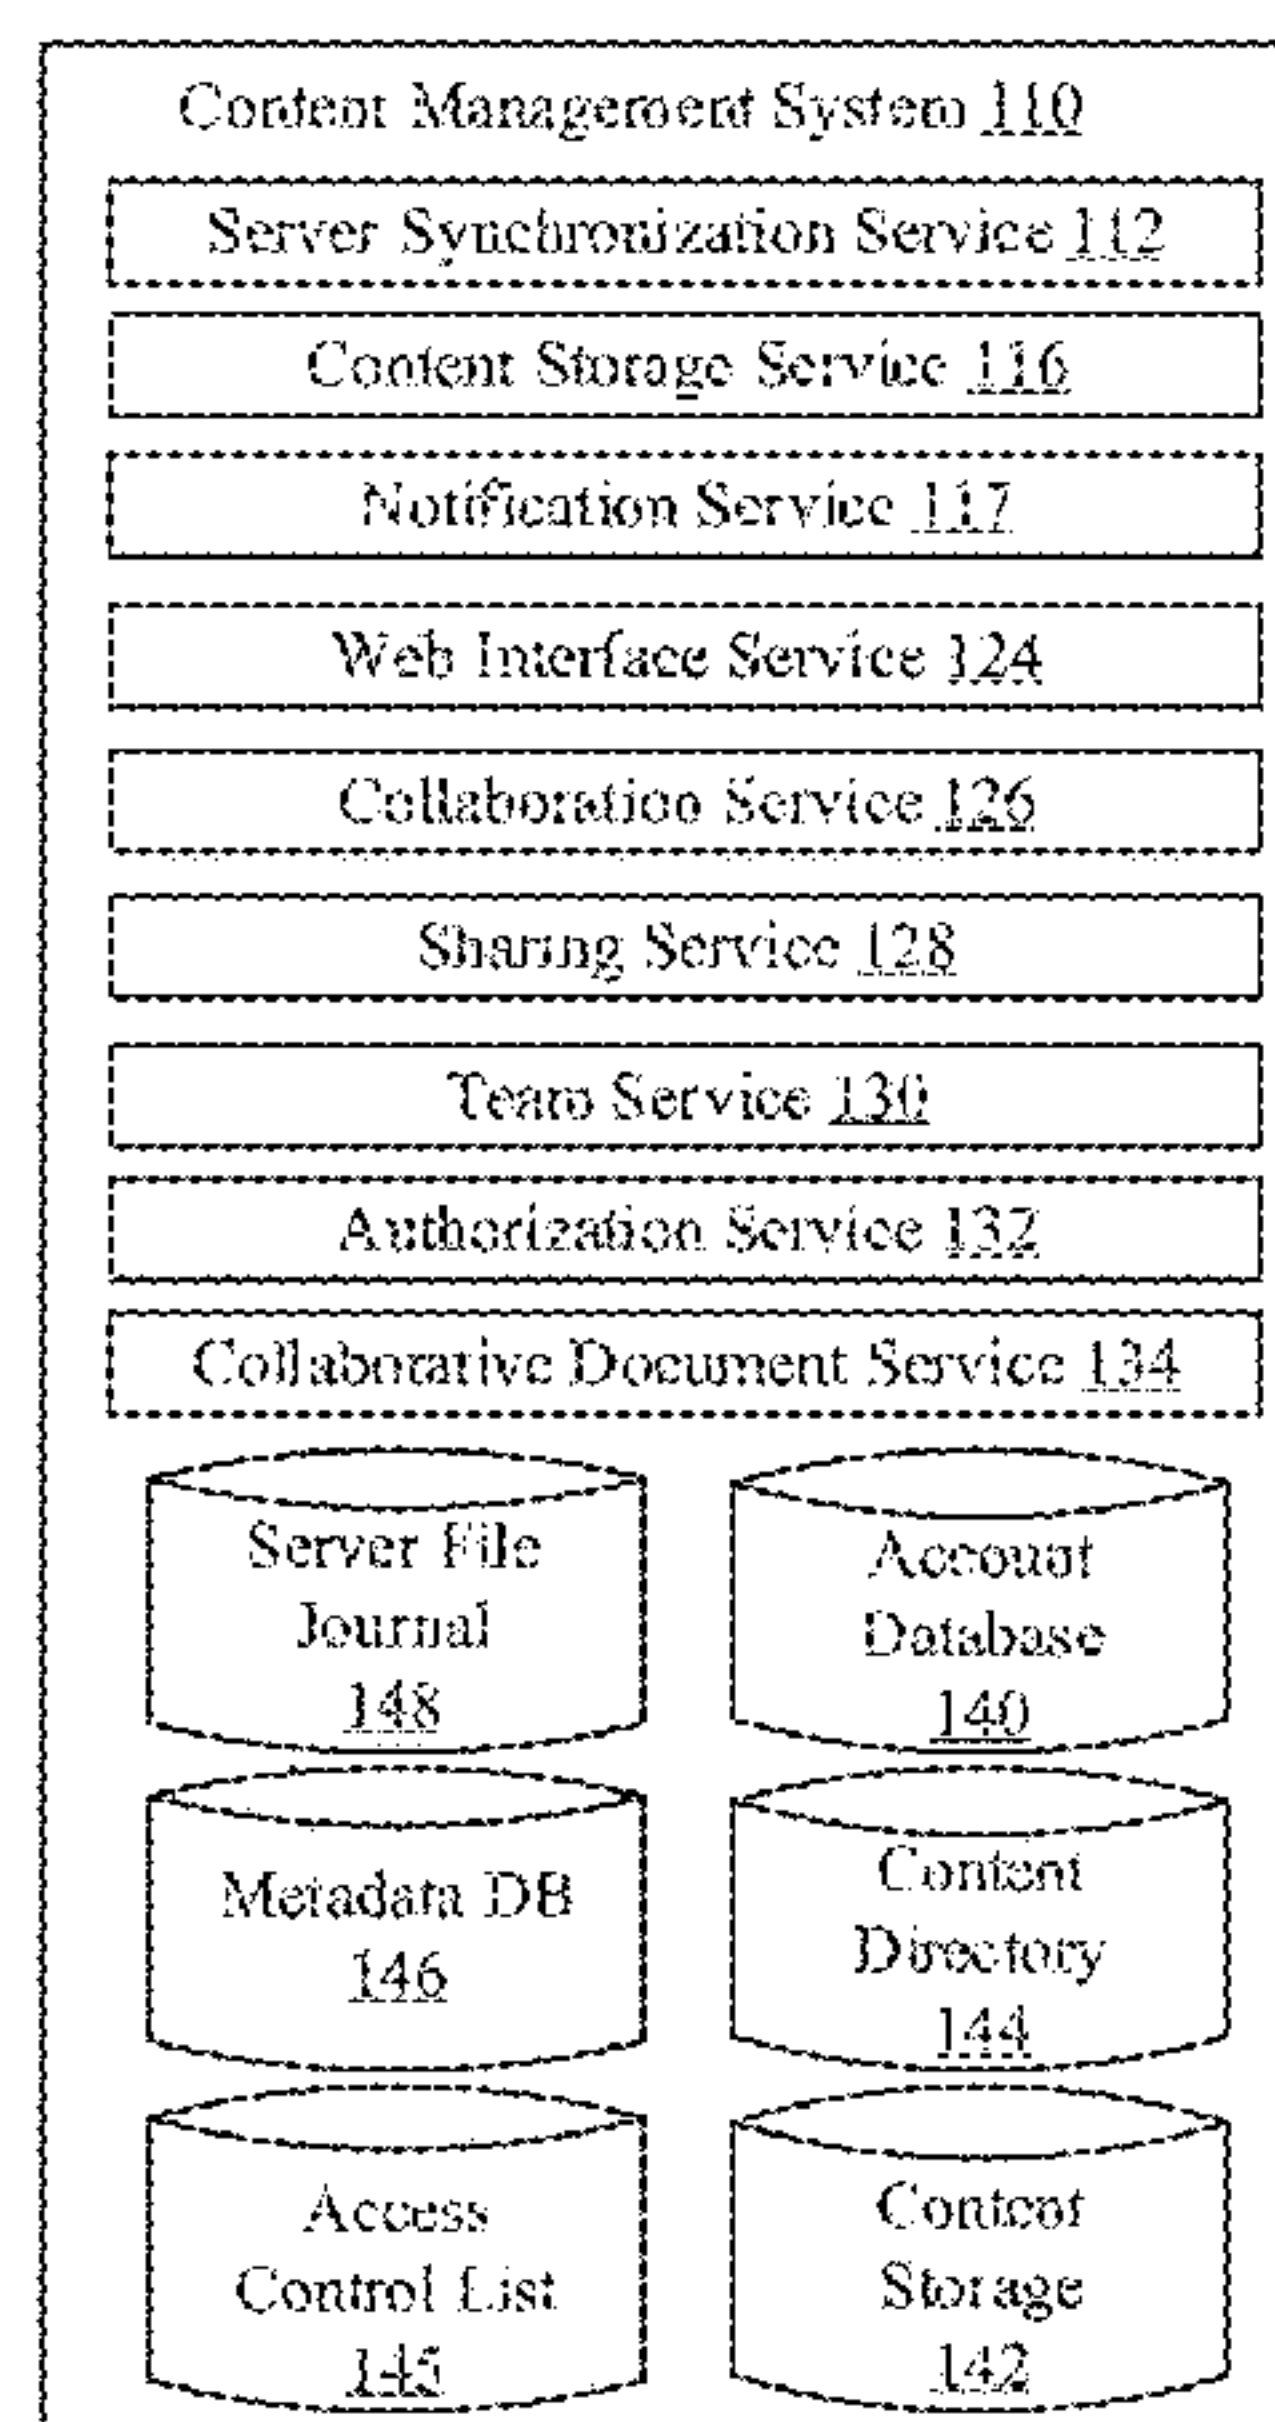 Content Management System 110
Server Synchronization Service 112
Content Storage Service 116
Notification Service 117
Web Interface Service 124
Collaboration Service 126
Sharing Service 128
Team Service 130
Authorization Service 132
Collaborative Document Service 134
Server File
Journal
148
Account
Database
140
Metadata DB
146
Content
Directory
144
Access
Control List
145
Content
Storage
142